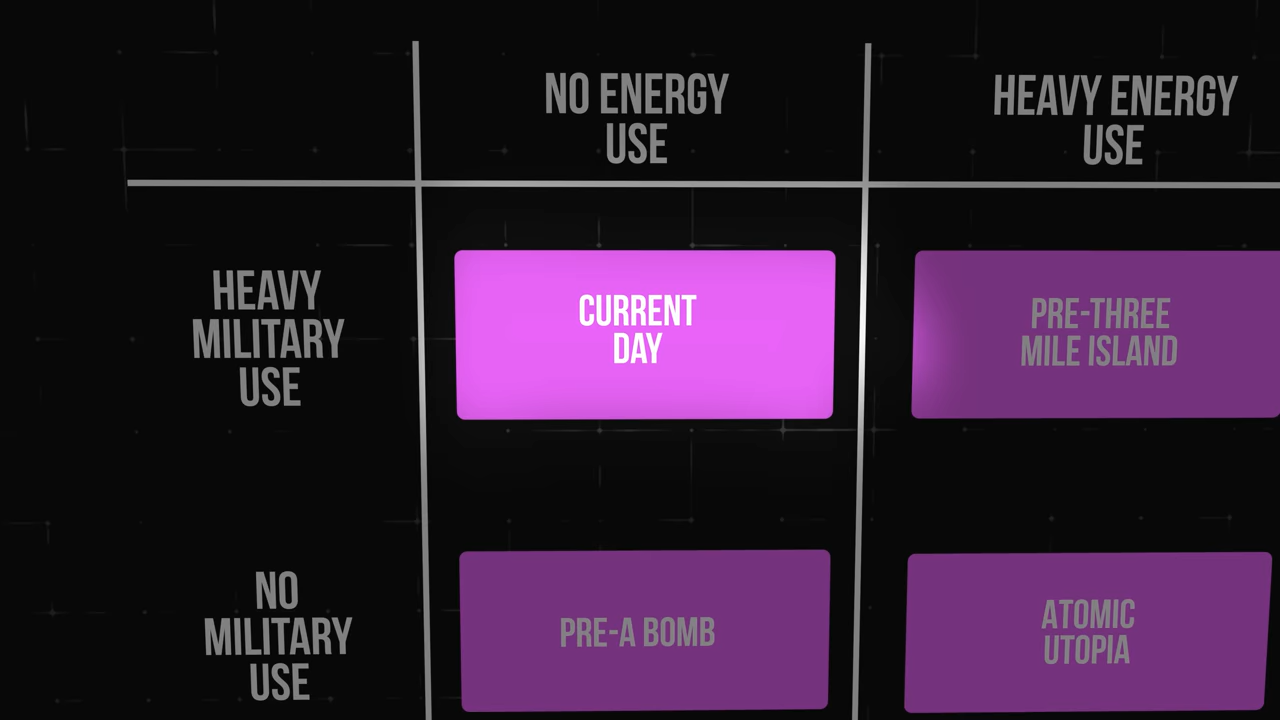 NO ENERGY
USE
HEAVY ENERGY
USE
HEAVY
MILITARY
USE
CURRENT
DAY
PRE-THREE
MILE ISLAND
NO
MILITARY
USE
PRE-A BOMB
ATOMIC
UTOPIA